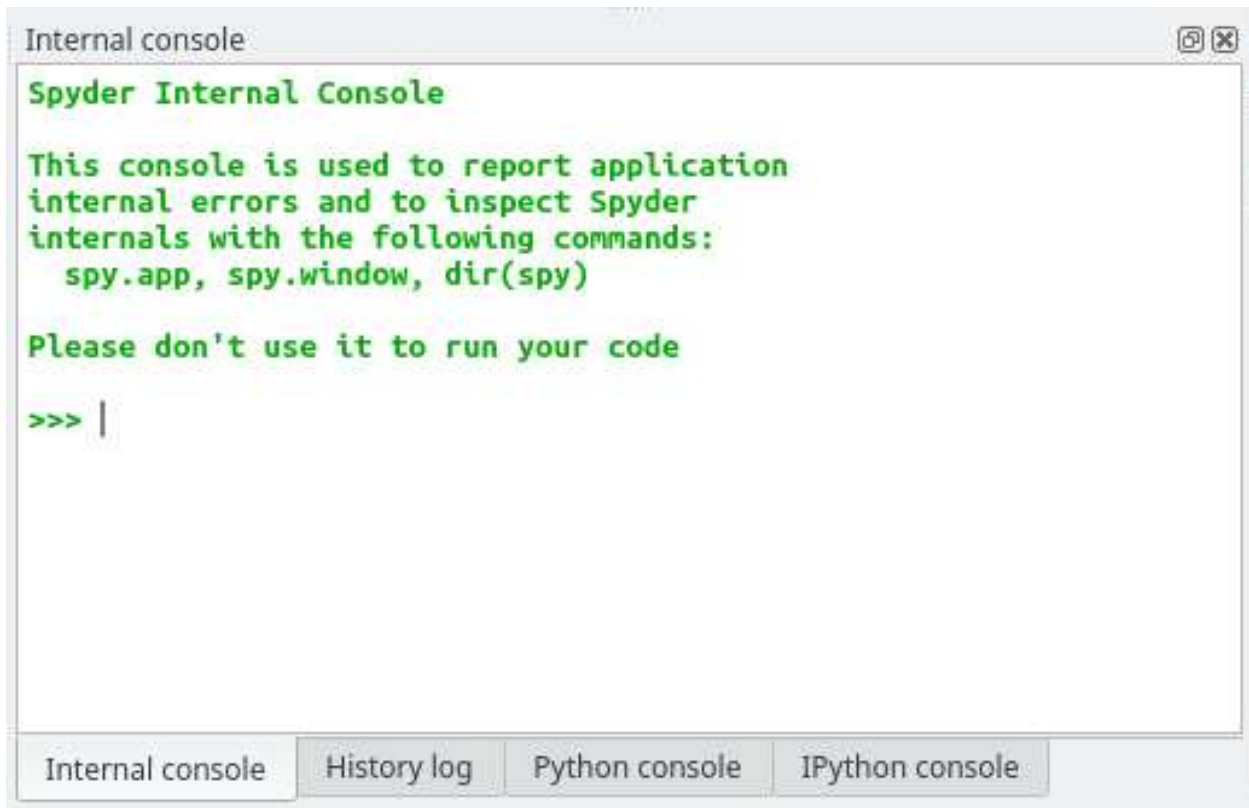 Internal console
Spyder Internal Console
This console is used to report application
internal errors and to inspect Spyder
internals with the following commands:
spy.app, spy.window, dir(spy)
Please don't use it to run your code
>>>
Internal console History log Python console IPython console